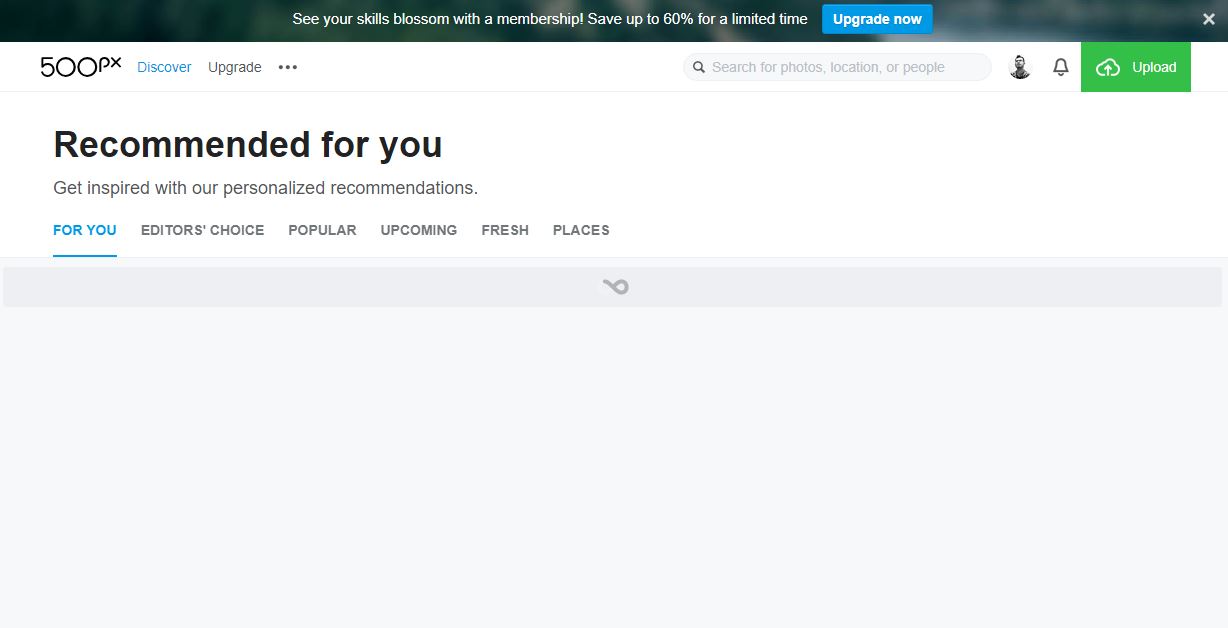 See your skills blossom with a membership! Save up to 60% for a limited time Upgrade now
500px Discover Upgrade Search for photos, location, or people Upload
Recommended for you
Get inspired with our personalized recommendations.
FOR YOU EDITORS' CHOICE POPULAR UPCOMING FRESH PLACES